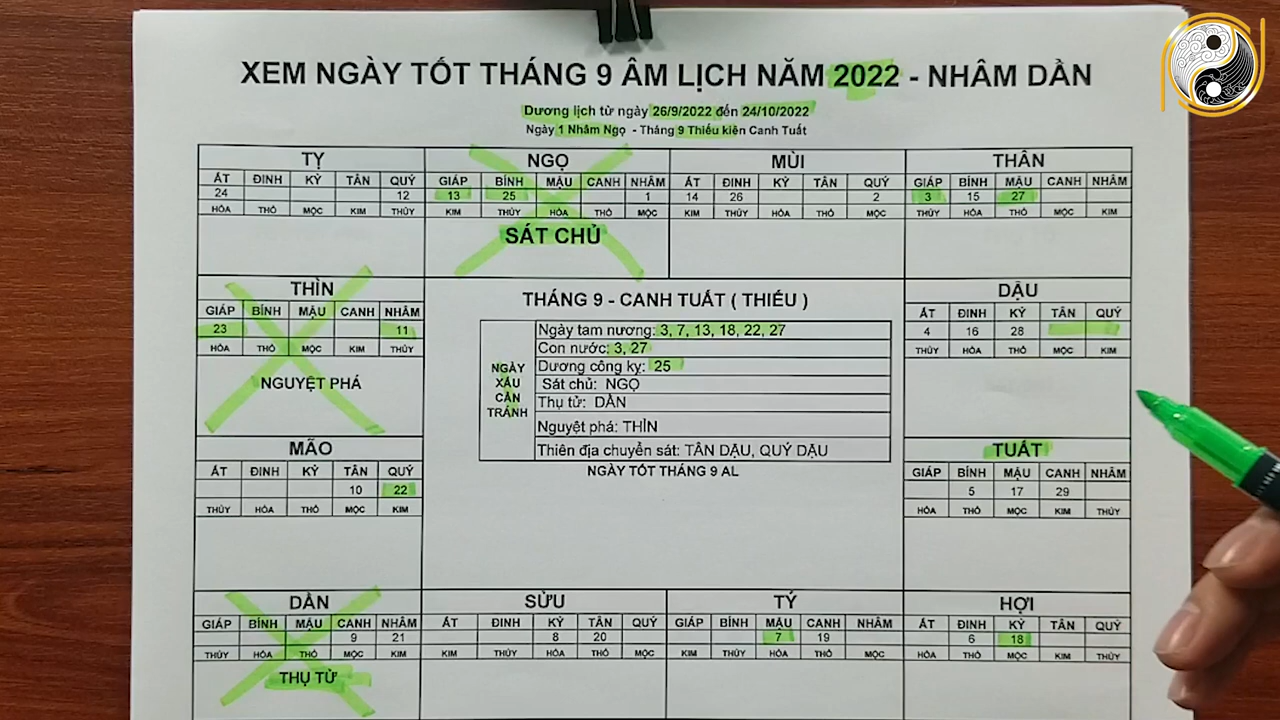 XEM NGÀY TỐT THÁNG 9 ÂM LỊCH NĂM 2022 - NHÂM DẦN
Dương lịch từ ngày 26/9/2022 đến 24/10/2022
Ngày 1 Nhâm Ngọ - Tháng 9 Thiếu kiện Canh Tuất
TỴ NGỌ MÙI THÂN
ẤT ĐINH KỶ TÂN QUÝ GIÁP BÍNH MẬU CANH NHÂM ẤT ĐINH KỶ TÂN QUÝ GIÁP BÍNH MẬU CANH NHÂM
24 12 13 25 1 14 26 2 3 15 27
HỎA THỔ MỘC KIM THỦY KIM THỦY HỎA THỔ MỘC KIM THỦY HỎA THỔ MỘC THỦY HỎA THỔ MỘC KIM
SÁT CHỦ
THÌN
GIÁP BÍNH MẬU CANH NHÂM
23 11
HỎA THỔ MỘC KIM THỦY
NGUYỆT PHÁ
THÁNG 9 - CANH TUẤT ( THIẾU )
NGÀY XẤU CẦN TRÁNH
Ngày tam nương: 3, 7, 13, 18, 22, 27
Con nước: 3, 27
Dương công kỵ: 25
Sát chủ: NGỌ
Thụ tử: DẦN
Nguyệt phá: THÌN
Thiên địa chuyển sát: TÂN DẬU, QUÝ DẬU
NGÀY TỐT THÁNG 9 AL
DẬU
ẤT ĐINH KỶ TÂN QUÝ
4 16 28
THỦY HỎA THỔ MỘC KIM
MÃO
ẤT ĐINH KỶ TÂN QUÝ
10 22
THỦY HỎA THỔ MỘC KIM
TUẤT
GIÁP BÍNH MẬU CANH NHÂM
5 17 29
HỎA THỔ MỘC KIM THỦY
DẦN SỬU TÝ HỢI
GIÁP BÍNH MẬU CANH NHÂM ẤT ĐINH KỶ TÂN QUÝ GIÁP BÍNH MẬU CANH NHÂM ẤT ĐINH KỶ TÂN QUÝ
9 21 8 20 7 19 6 18
THỦY HỎA THỔ MỘC KIM KIM THỦY HỎA THỔ MỘC KIM THỦY HỎA THỔ MỘC HỎA THỔ MỘC KIM THỦY
THỤ TỬ